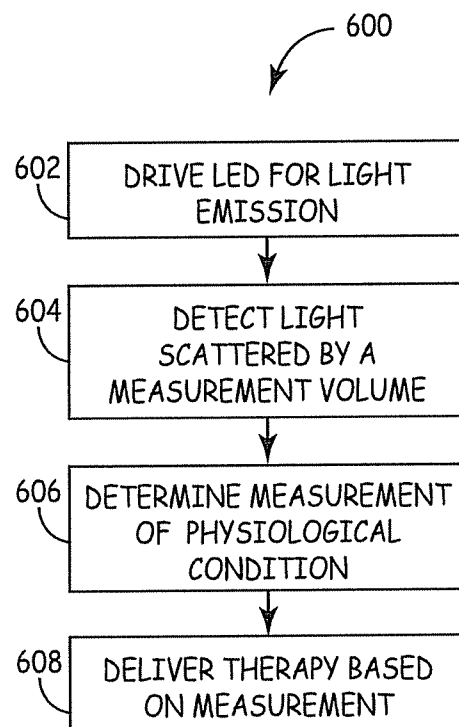 600
602
DRIVE LED FOR LIGHT
EMISSION
604
DETECT LIGHT
SCATTERED BY A
MEASUREMENT VOLUME
606
DETERMINE MEASUREMENT
OF PHYSIOLOGICAL
CONDITION
608
DELIVER THERAPY BASED
ON MEASUREMENT